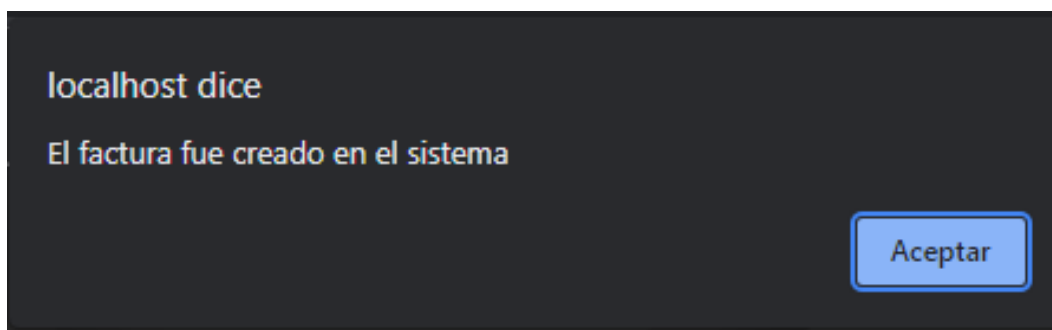 localhost dice
El factura fue creado en el sistema
Aceptar